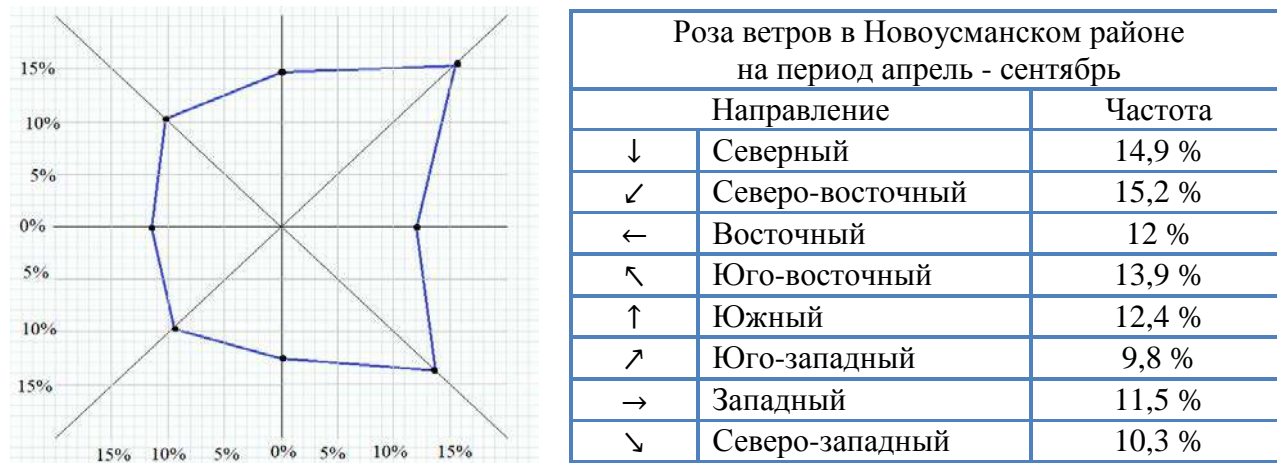 15%
10%
5%
0%
5%
10%
15%
15% 10% 5% 0% 5% 10% 15%
Роза ветров в Новоусманском районе
на период апрель - сентябрь
Направление Частота
↓ Северный 14,9 %
↙ Северо-восточный 15,2 %
← Восточный 12 %
↖ Юго-восточный 13,9 %
↑ Южный 12,4 %
↗ Юго-западный 9,8 %
→ Западный 11,5 %
↘ Северо-западный 10,3 %